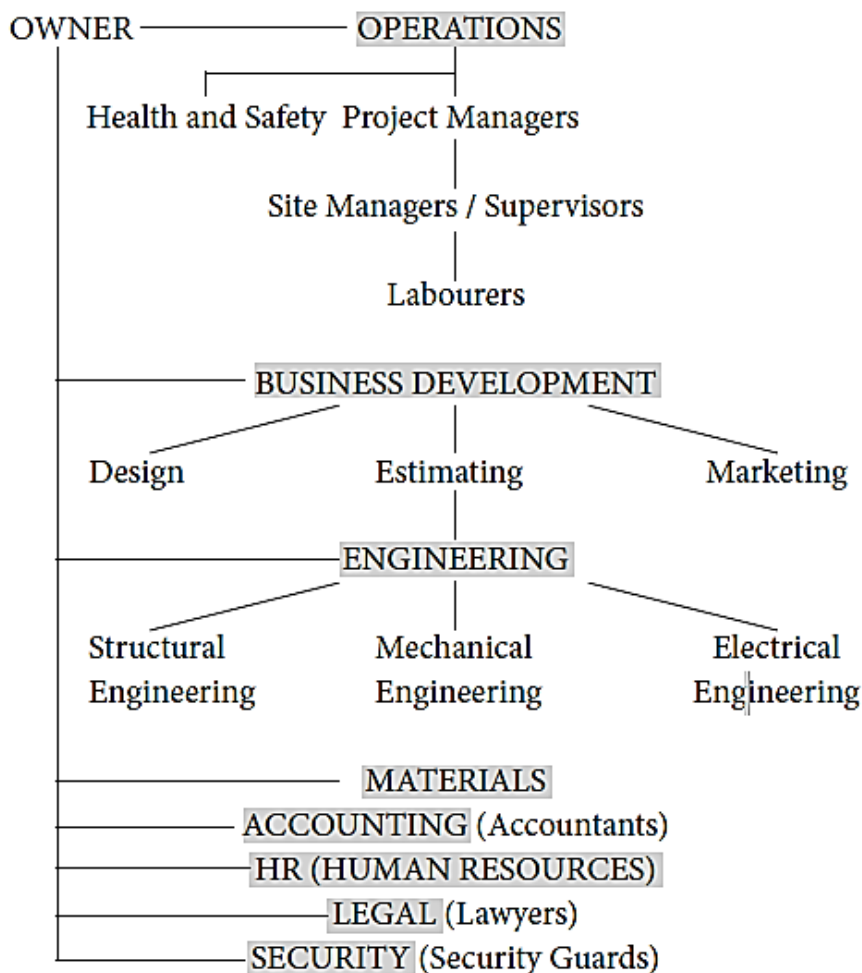 OWNER OPERATIONS
Health and Safety Project Managers
Site Managers / Supervisors
Labourers
BUSINESS DEVELOPMENT
Design Estimating Marketing
ENGINEERING
Structural Mechanical Electrical
Engineering Engineering Engineering
MATERIALS
ACCOUNTING (Accountants)
HR (HUMAN RESOURCES)
LEGAL (Lawyers)
SECURITY (Security Guards)